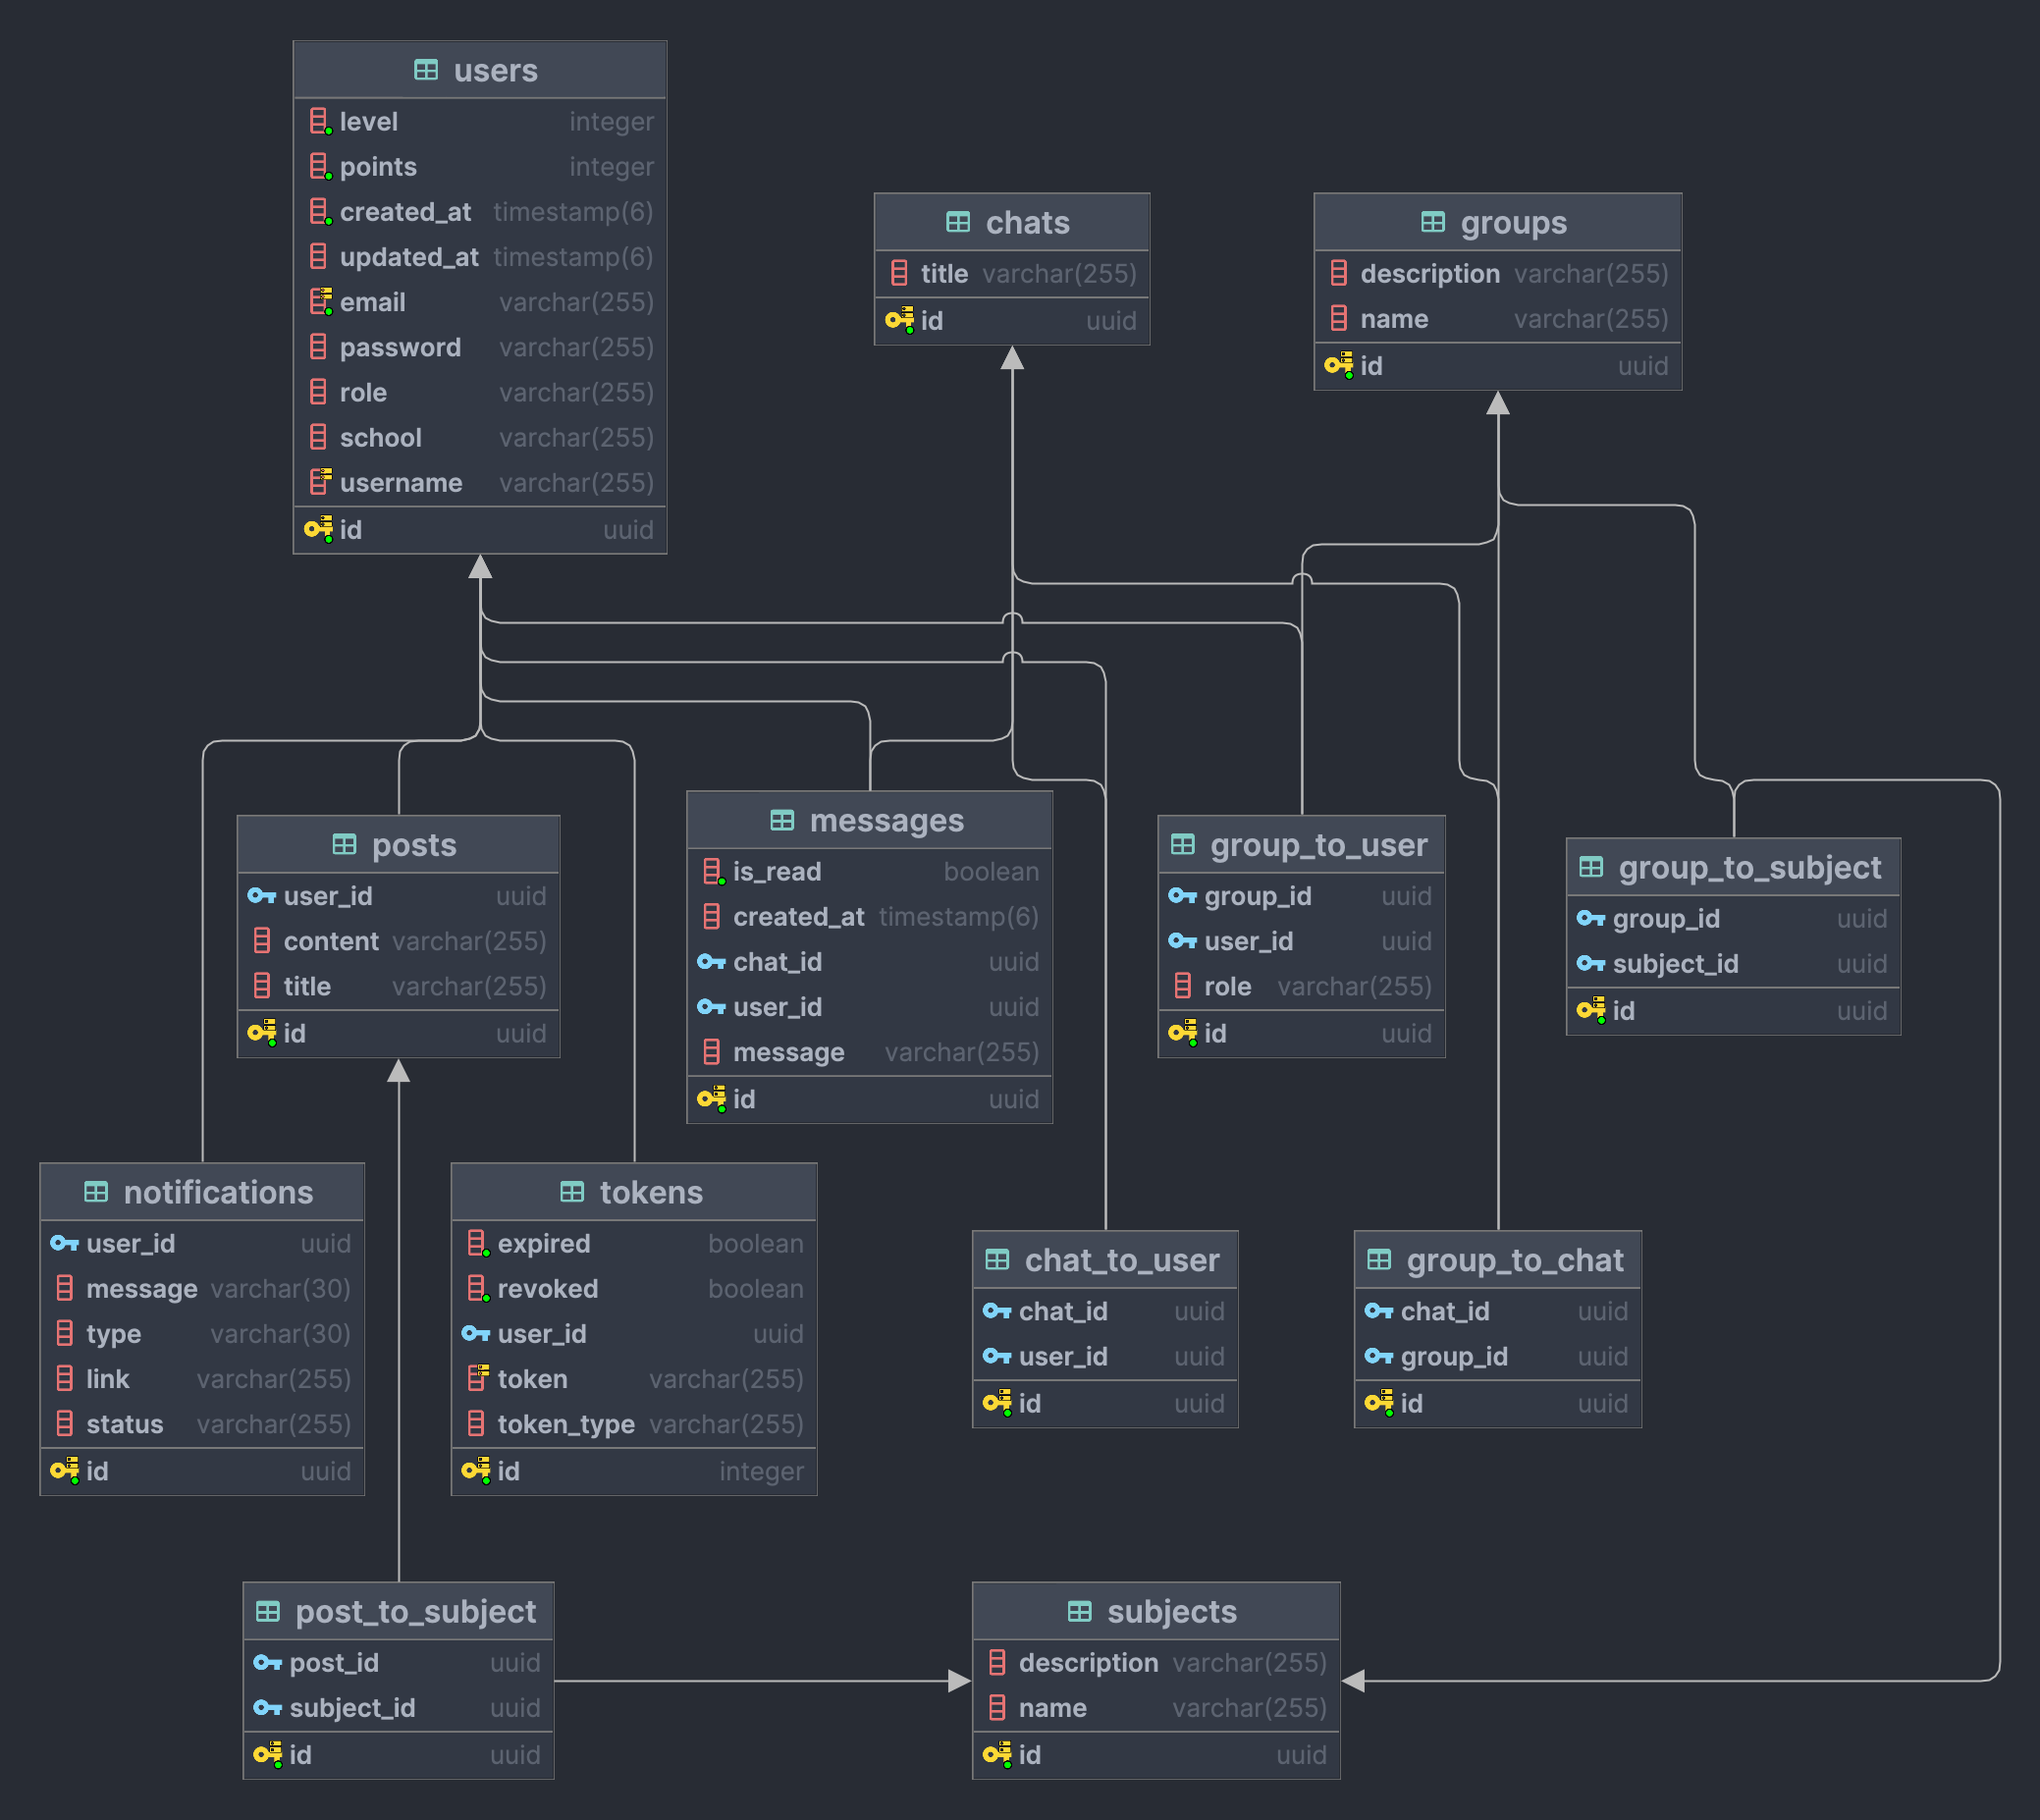 users
level integer
points integer
created_at timestamp(6)
updated_at timestamp(6)
email varchar(255)
password varchar(255)
role varchar(255)
school varchar(255)
username varchar(255)
id uuid
chats
title varchar(255)
id uuid
groups
description varchar(255)
name varchar(255)
id uuid
posts
user_id uuid
content varchar(255)
title varchar(255)
id uuid
messages
is_read boolean
created_at timestamp(6)
chat_id uuid
user_id uuid
message varchar(255)
id uuid
group_to_user
group_id uuid
user_id uuid
role varchar(255)
id uuid
group_to_subject
group_id uuid
subject_id uuid
id uuid
notifications
user_id uuid
message varchar(30)
type varchar(30)
link varchar(255)
status varchar(255)
id uuid
tokens
expired boolean
revoked boolean
user_id uuid
token varchar(255)
token_type varchar(255)
id integer
chat_to_user
chat_id uuid
user_id uuid
id uuid
group_to_chat
chat_id uuid
group_id uuid
id uuid
post_to_subject
post_id uuid
subject_id uuid
id uuid
subjects
description varchar(255)
name varchar(255)
id uuid